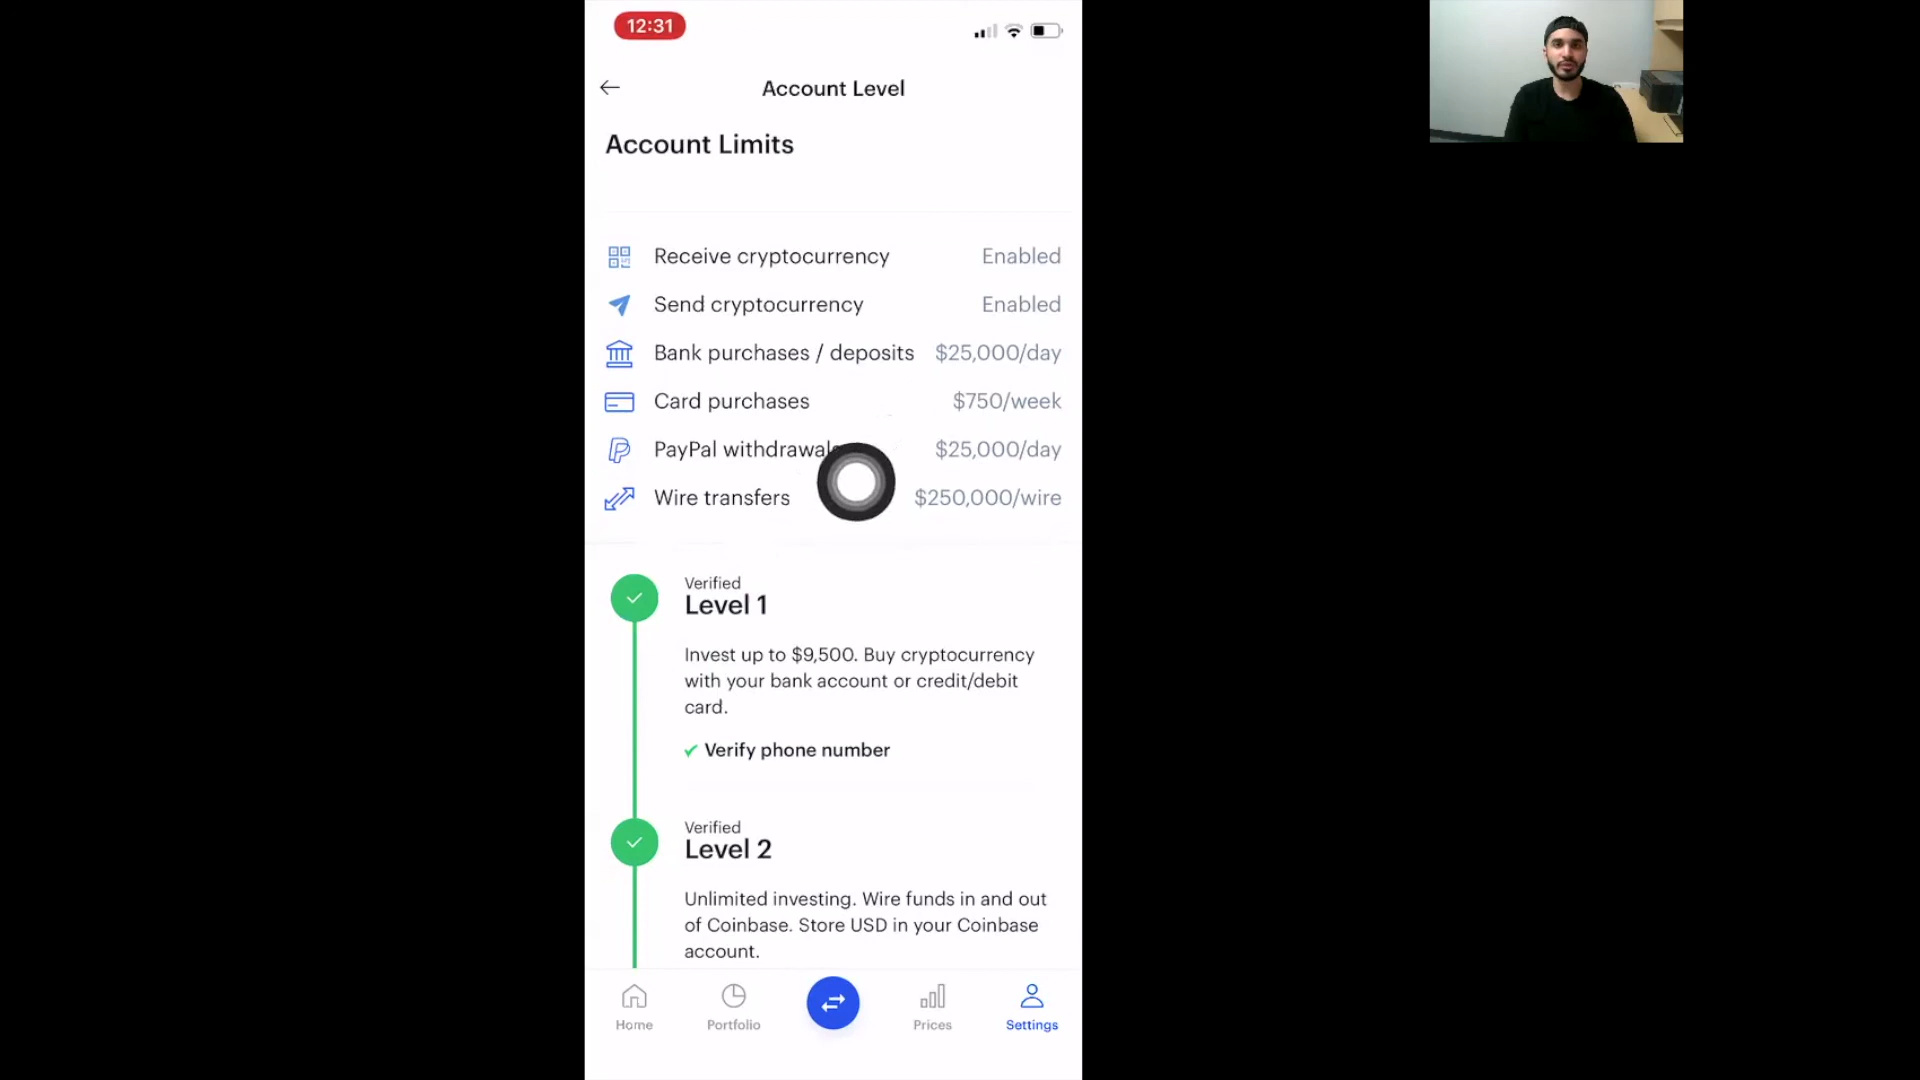 12:31
Account Level
Account Limits
Receive cryptocurrency Enabled
Send cryptocurrency Enabled
Bank purchases / deposits $25,000/day
Card purchases $750/week
PayPal withdrawals $25,000/day
Wire transfers $250,000/wire
Verified
Level 1
Invest up to $9,500. Buy cryptocurrency
with your bank account or credit/debit
card.
Verify phone number
Verified
Level 2
Unlimited investing. Wire funds in and out
of Coinbase. Store USD in your Coinbase
account.
Home Portfolio Prices Settings